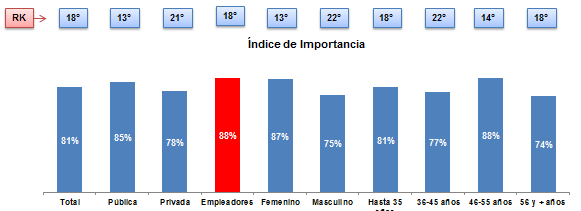 RK 18° 13° 21° 18° 13° 22° 18° 22° 14° 18°
Índice de Importancia
81% 85% 78% 88% 87% 75% 81% 77% 88% 74%
Total Pública Privada Empleadores Femenino Masculino Hasta 35 36-45 años 46-55 años 56 y + años